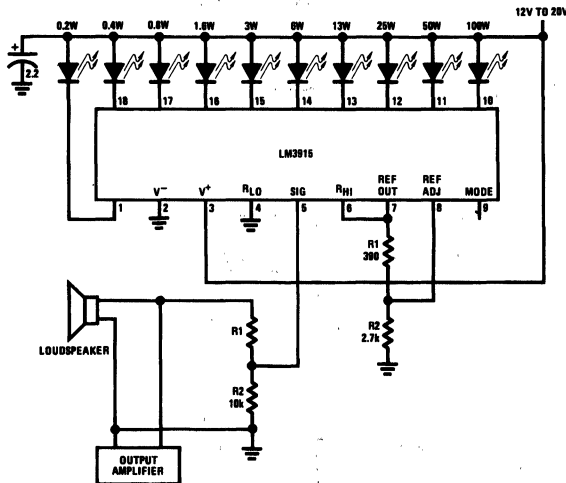 12V TO 20V
0.2W 0.4W 0.8W 1.6W 3W 6W 13W 25W 50W 100W
+
2.2
18 17 16 15 14 13 12 11 10
LM3915
V− V+ RLO SIG RHI REF OUT REF ADJ MODE
1 2 3 4 5 6 7 8 9
R1
390
R2
2.7k
LOUDSPEAKER
R1
R2
10k
OUTPUT
AMPLIFIER